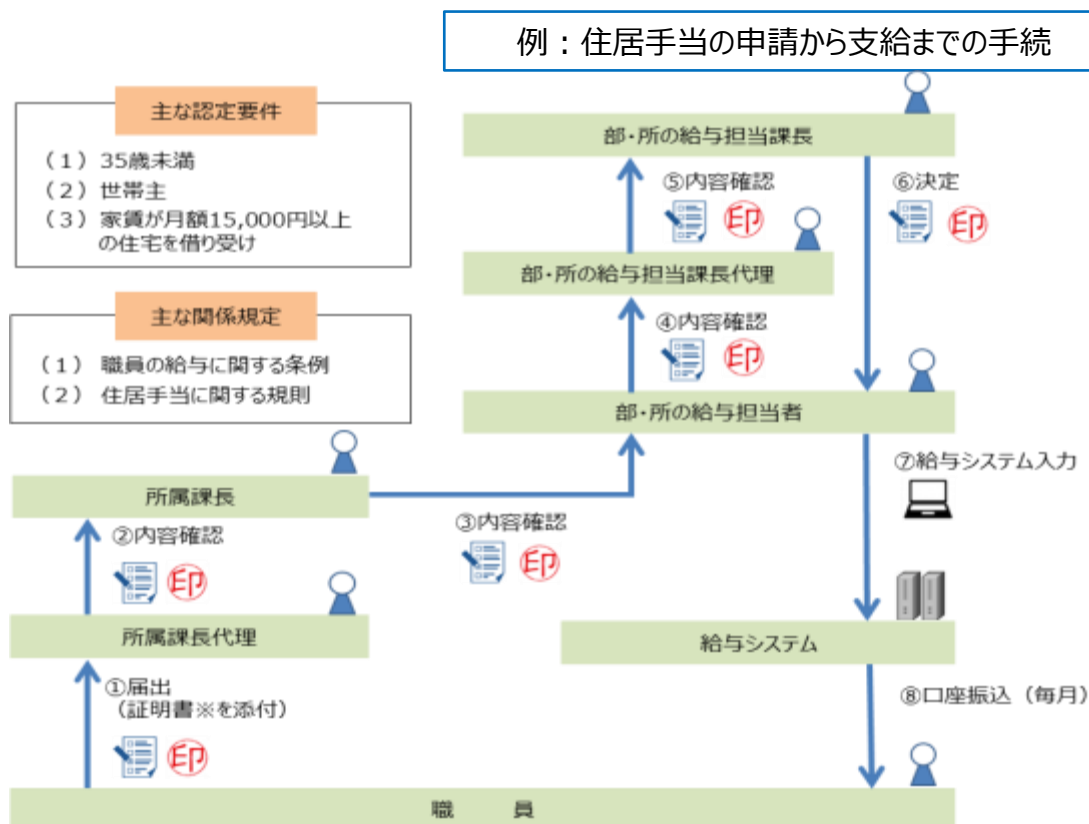 例：住居手当の申請から支給までの手続
主な認定要件
（１）35歳未満
（２）世帯主
（３）家賃が月額15,000円以上
の住宅を借り受け
主な関係規定
（１） 職員の給与に関する条例
（２） 住居手当に関する規則
部・所の給与担当課長
⑤内容確認
印
⑥決定
印
部・所の給与担当課長代理
④内容確認
印
部・所の給与担当者
⑦給与システム入力
所属課長
③内容確認
印
②内容確認
印
所属課長代理
給与システム
①届出
（証明書※を添付）
印
⑧口座振込（毎月）
職　　員